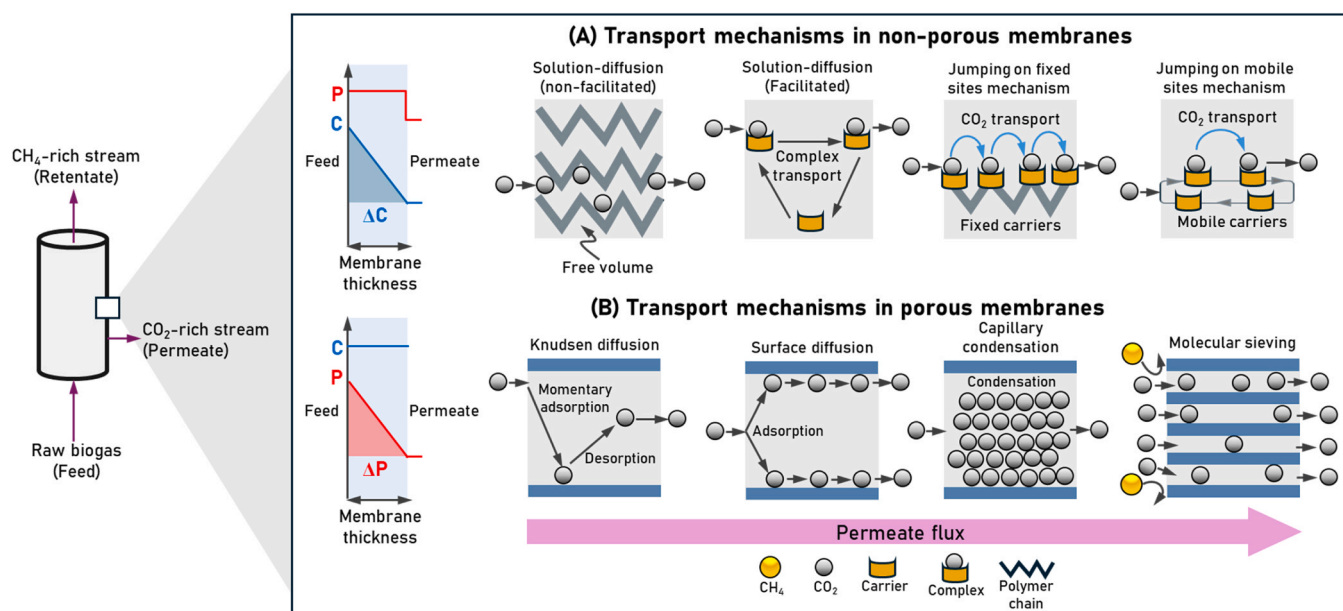 CH₄-rich stream
(Retentate)
CO₂-rich stream
(Permeate)
Raw biogas
(Feed)
(A) Transport mechanisms in non-porous membranes
P
C
Feed
Permeate
ΔC
Membrane
thickness
Solution-diffusion
(non-facilitated)
Free volume
Solution-diffusion
(Facilitated)
Complex
transport
Jumping on fixed
sites mechanism
CO₂ transport
Fixed carriers
Jumping on mobile
sites mechanism
CO₂ transport
Mobile carriers
(B) Transport mechanisms in porous membranes
C
P
Feed
Permeate
ΔP
Membrane
thickness
Knudsen diffusion
Momentary
adsorption
Desorption
Surface diffusion
Adsorption
Capillary
condensation
Condensation
Molecular sieving
Permeate flux
CH₄
CO₂
Carrier
Complex
Polymer
chain